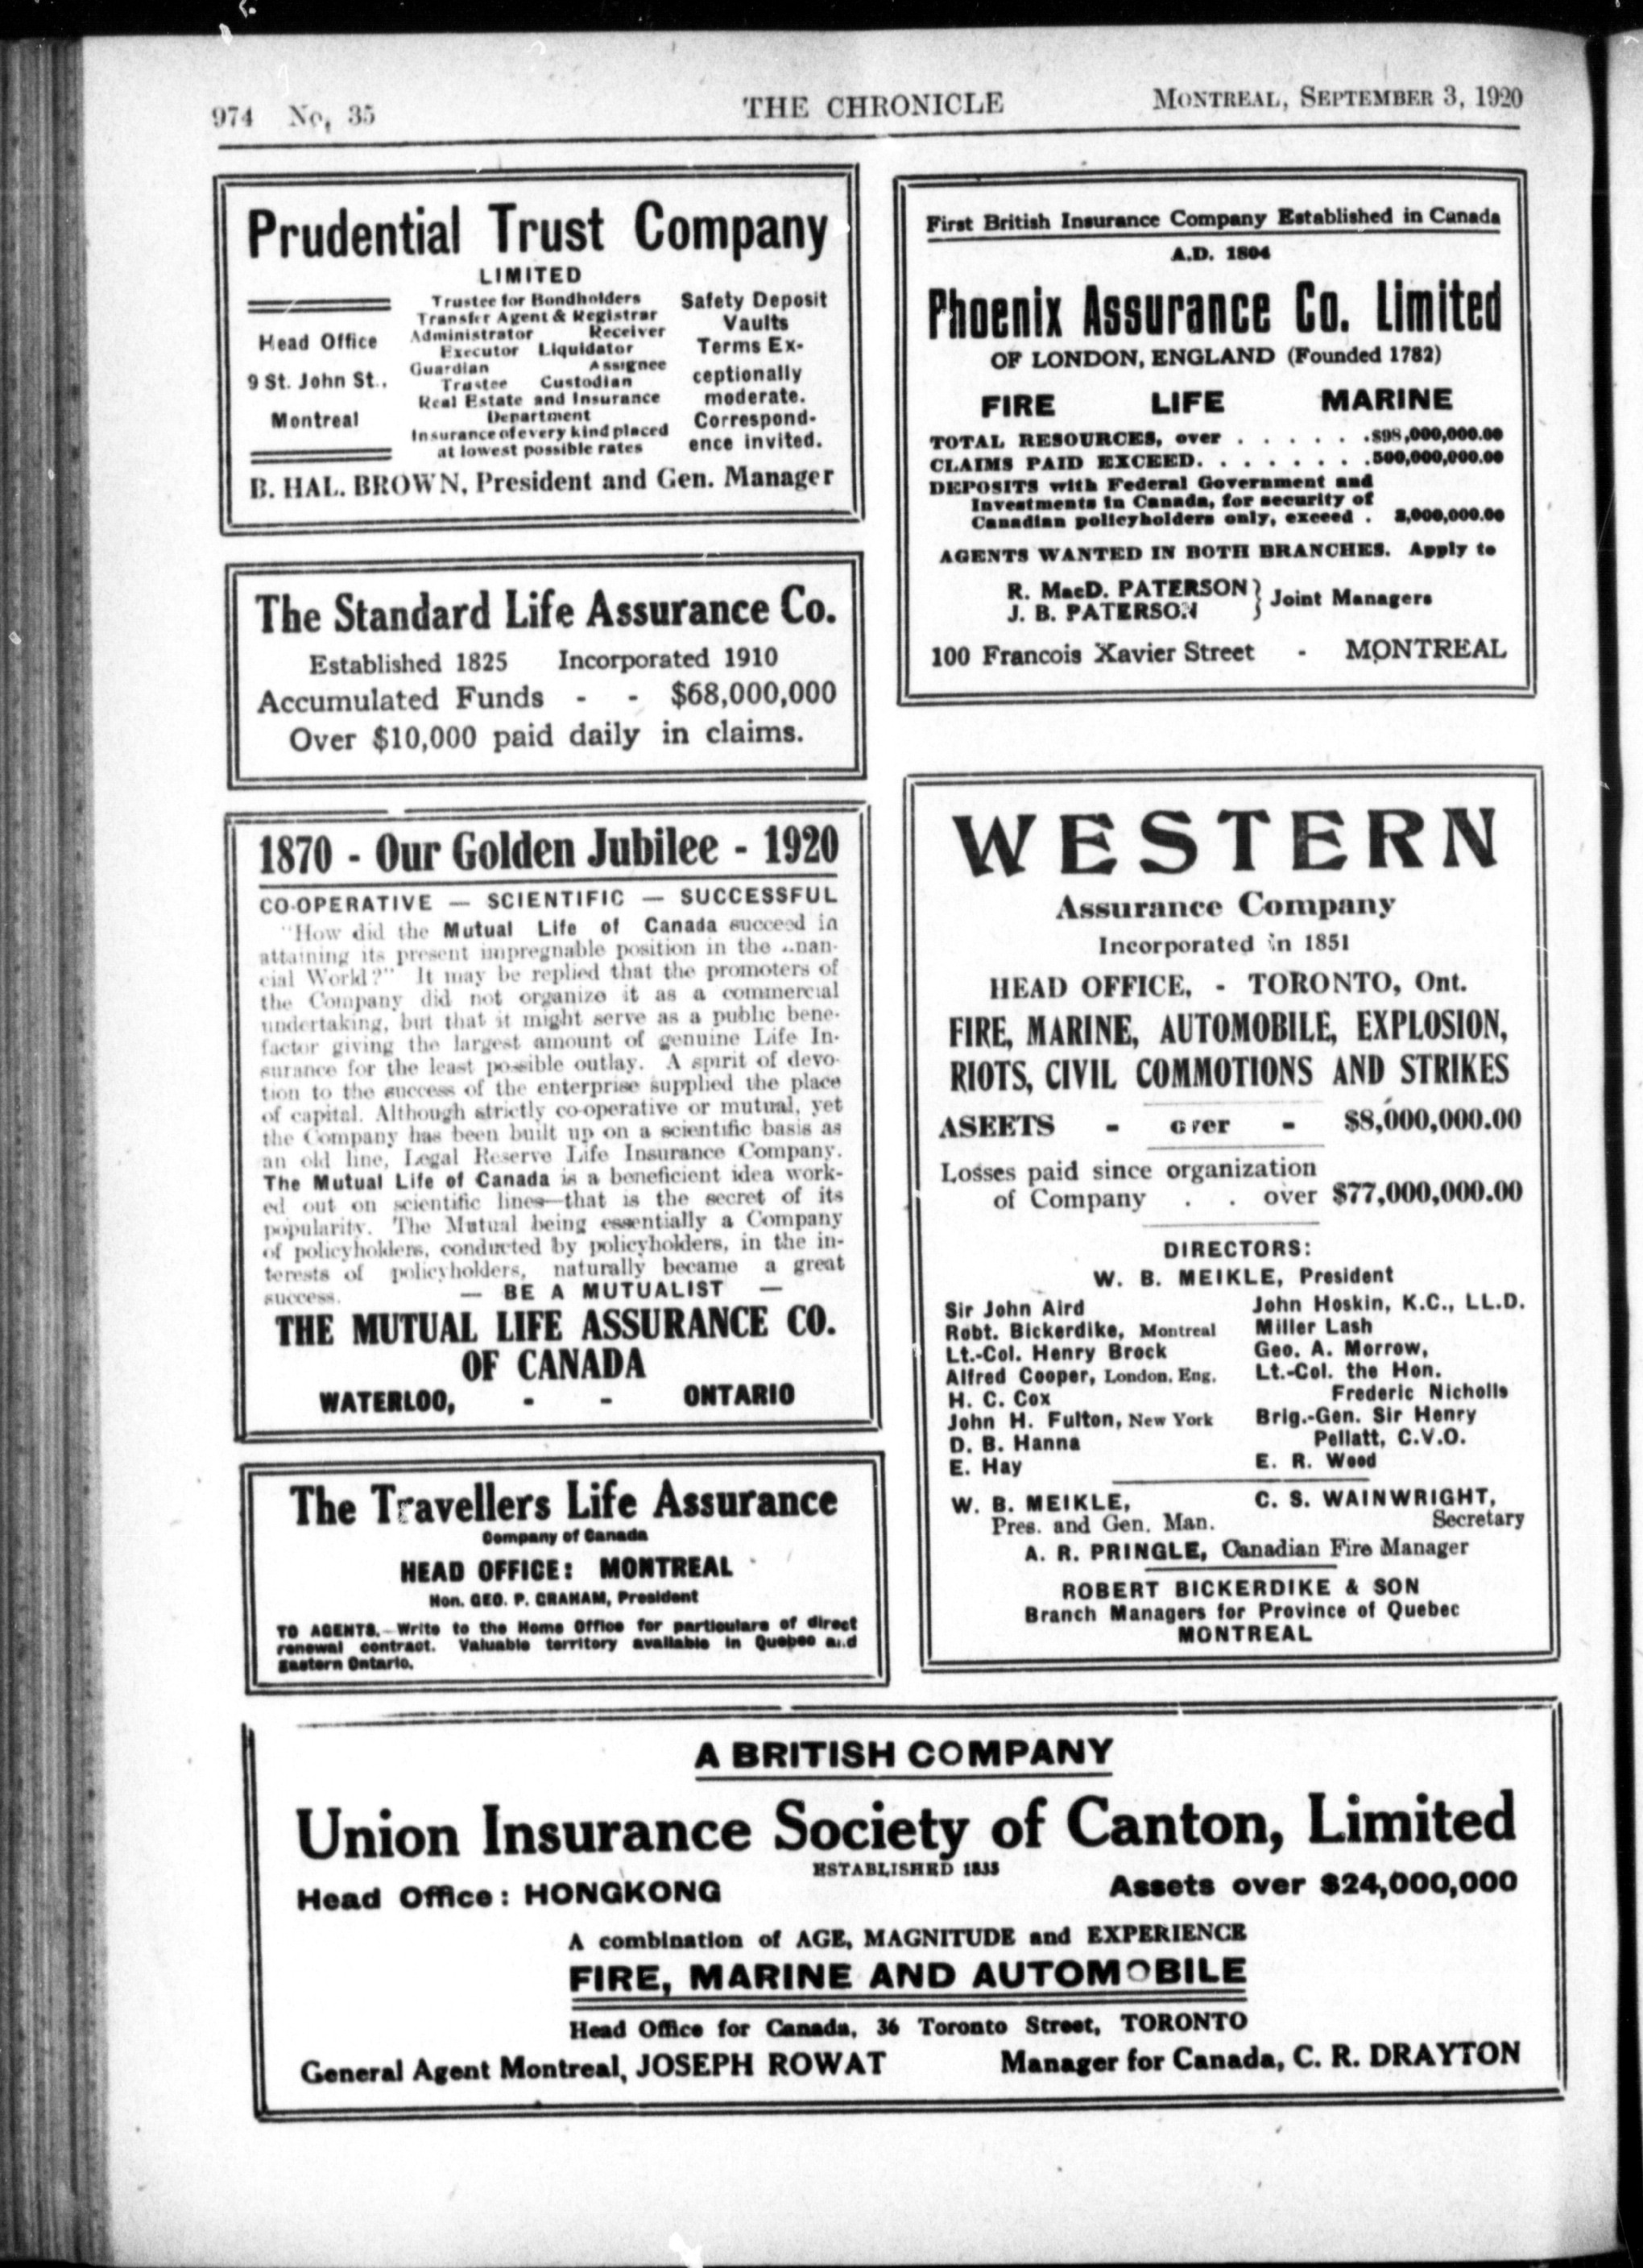 974 No, 35 THE CHRONICLE MONTREAL, SEPTEMBER 3, 1920
Prudential Trust Company
LIMITED
Head Office
9 St. John St.,
Montreal
Trustee for Bondholders
Transfer Agent & Registrar
Administrator Receiver
Executor Liquidator
Guardian Assignee
Trustee Custodian
Real Estate and Insurance
Department
Insurance of every kind placed
at lowest possible rates
Safety Deposit
Vaults
Terms Ex-
ceptionally
moderate.
Correspond-
ence invited.
B. HAL. BROWN, President and Gen. Manager
The Standard Life Assurance Co.
Established 1825 Incorporated 1910
Accumulated Funds - - $68,000,000
Over $10,000 paid daily in claims.
1870 - Our Golden Jubilee - 1920
CO-OPERATIVE — SCIENTIFIC — SUCCESSFUL
"How did the Mutual Life of Canada succeed in
attaining its present impregnable position in the ..nan-
cial World?" It may be replied that the promoters of
the Company did not organize it as a commercial
undertaking, but that it might serve as a public bene-
factor giving the largest amount of genuine Life In-
surance for the least possible outlay. A spirit of devo-
tion to the success of the enterprise supplied the place
of capital. Although strictly co-operative or mutual, yet
the Company has been built up on a scientific basis as
an old line, Legal Reserve Life Insurance Company.
The Mutual Life of Canada is a beneficient idea work-
ed out on scientific lines—that is the secret of its
popularity. The Mutual being essentially a Company
of policyholders, conducted by policyholders, in the in-
terests of policyholders, naturally became a great
success. — BE A MUTUALIST —
THE MUTUAL LIFE ASSURANCE CO.
OF CANADA
WATERLOO, - - ONTARIO
The Travellers Life Assurance
Company of Canada
HEAD OFFICE: MONTREAL
Hon. GEO. P. GRAHAM, President
TO AGENTS.—Write to the Home Office for particulars of direct
renewal contract. Valuable territory available in Quebec and
Eastern Ontario.
First British Insurance Company Established in Canada
A.D. 1804
Phoenix Assurance Co. Limited
OF LONDON, ENGLAND (Founded 1782)
FIRE LIFE MARINE
TOTAL RESOURCES, over . . . . . . $98,000,000.00
CLAIMS PAID EXCEED. . . . . . . . 500,000,000.00
DEPOSITS with Federal Government and
Investments in Canada, for security of
Canadian policyholders only, exceed . 3,000,000.00
AGENTS WANTED IN BOTH BRANCHES. Apply to
R. MacD. PATERSON } Joint Managers
J. B. PATERSON
100 Francois Xavier Street - MONTREAL
WESTERN
Assurance Company
Incorporated in 1851
HEAD OFFICE, - TORONTO, Ont.
FIRE, MARINE, AUTOMOBILE, EXPLOSION,
RIOTS, CIVIL COMMOTIONS AND STRIKES
ASEETS - over - $8,000,000.00
Losses paid since organization
of Company . . over $77,000,000.00
DIRECTORS:
W. B. MEIKLE, President
Sir John Aird
Robt. Bickerdike, Montreal
Lt.-Col. Henry Brock
Alfred Cooper, London, Eng.
H. C. Cox
John H. Fulton, New York
D. B. Hanna
E. Hay
John Hoskin, K.C., LL.D.
Miller Lash
Geo. A. Morrow,
Lt.-Col. the Hon.
Frederic Nicholls
Brig.-Gen. Sir Henry
Pellatt, C.V.O.
E. R. Wood
W. B. MEIKLE, C. S. WAINWRIGHT,
Pres. and Gen. Man. Secretary
A. R. PRINGLE, Canadian Fire Manager
ROBERT BICKERDIKE & SON
Branch Managers for Province of Quebec
MONTREAL
A BRITISH COMPANY
Union Insurance Society of Canton, Limited
ESTABLISHED 1835
Head Office: HONGKONG Assets over $24,000,000
A combination of AGE, MAGNITUDE and EXPERIENCE
FIRE, MARINE AND AUTOMOBILE
Head Office for Canada, 36 Toronto Street, TORONTO
General Agent Montreal, JOSEPH ROWAT Manager for Canada, C. R. DRAYTON